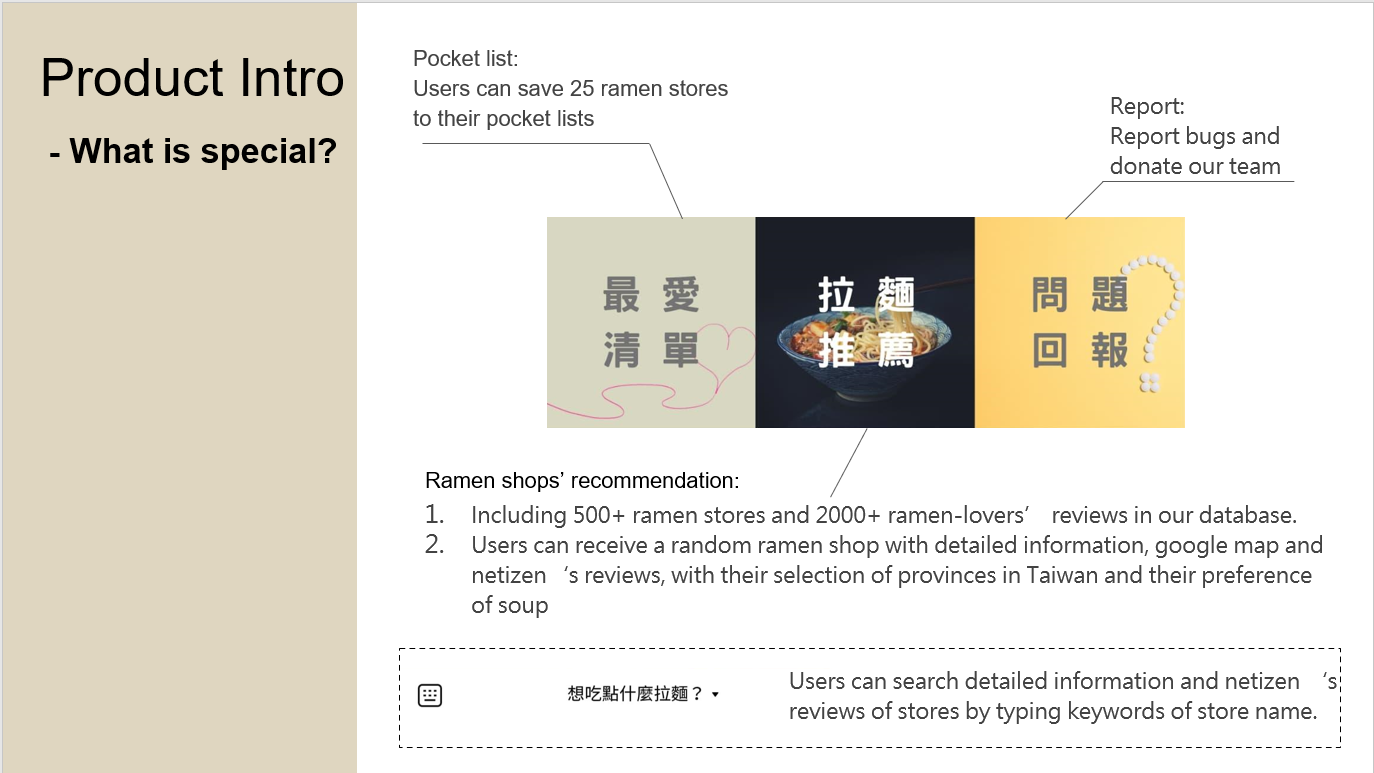 Product Intro
- What is special?
Pocket list:
Users can save 25 ramen stores
to their pocket lists
Report:
Report bugs and
donate our team
最愛
清單
拉麵
推薦
問題
回報
Ramen shops’ recommendation:
1. Including 500+ ramen stores and 2000+ ramen-lovers’ reviews in our database.
2. Users can receive a random ramen shop with detailed information, google map and
netizen ‘s reviews, with their selection of provinces in Taiwan and their preference
of soup
想吃點什麼拉麵？ ▾
Users can search detailed information and netizen ‘s
reviews of stores by typing keywords of store name.